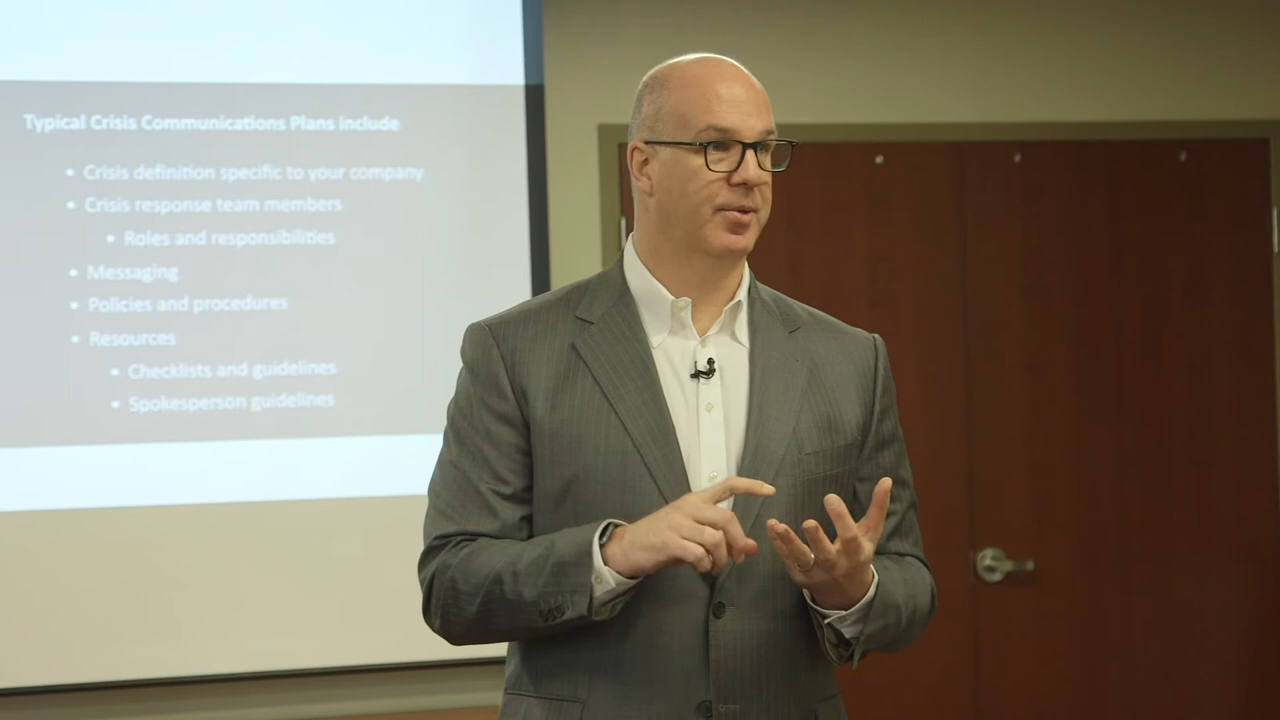 Typical Crisis Communications Plans include
• Crisis definition specific to your company
• Crisis response team members
• Roles and responsibilities
• Messaging
• Policies and procedures
• Resources
• Checklists and guidelines
• Spokesperson guidelines